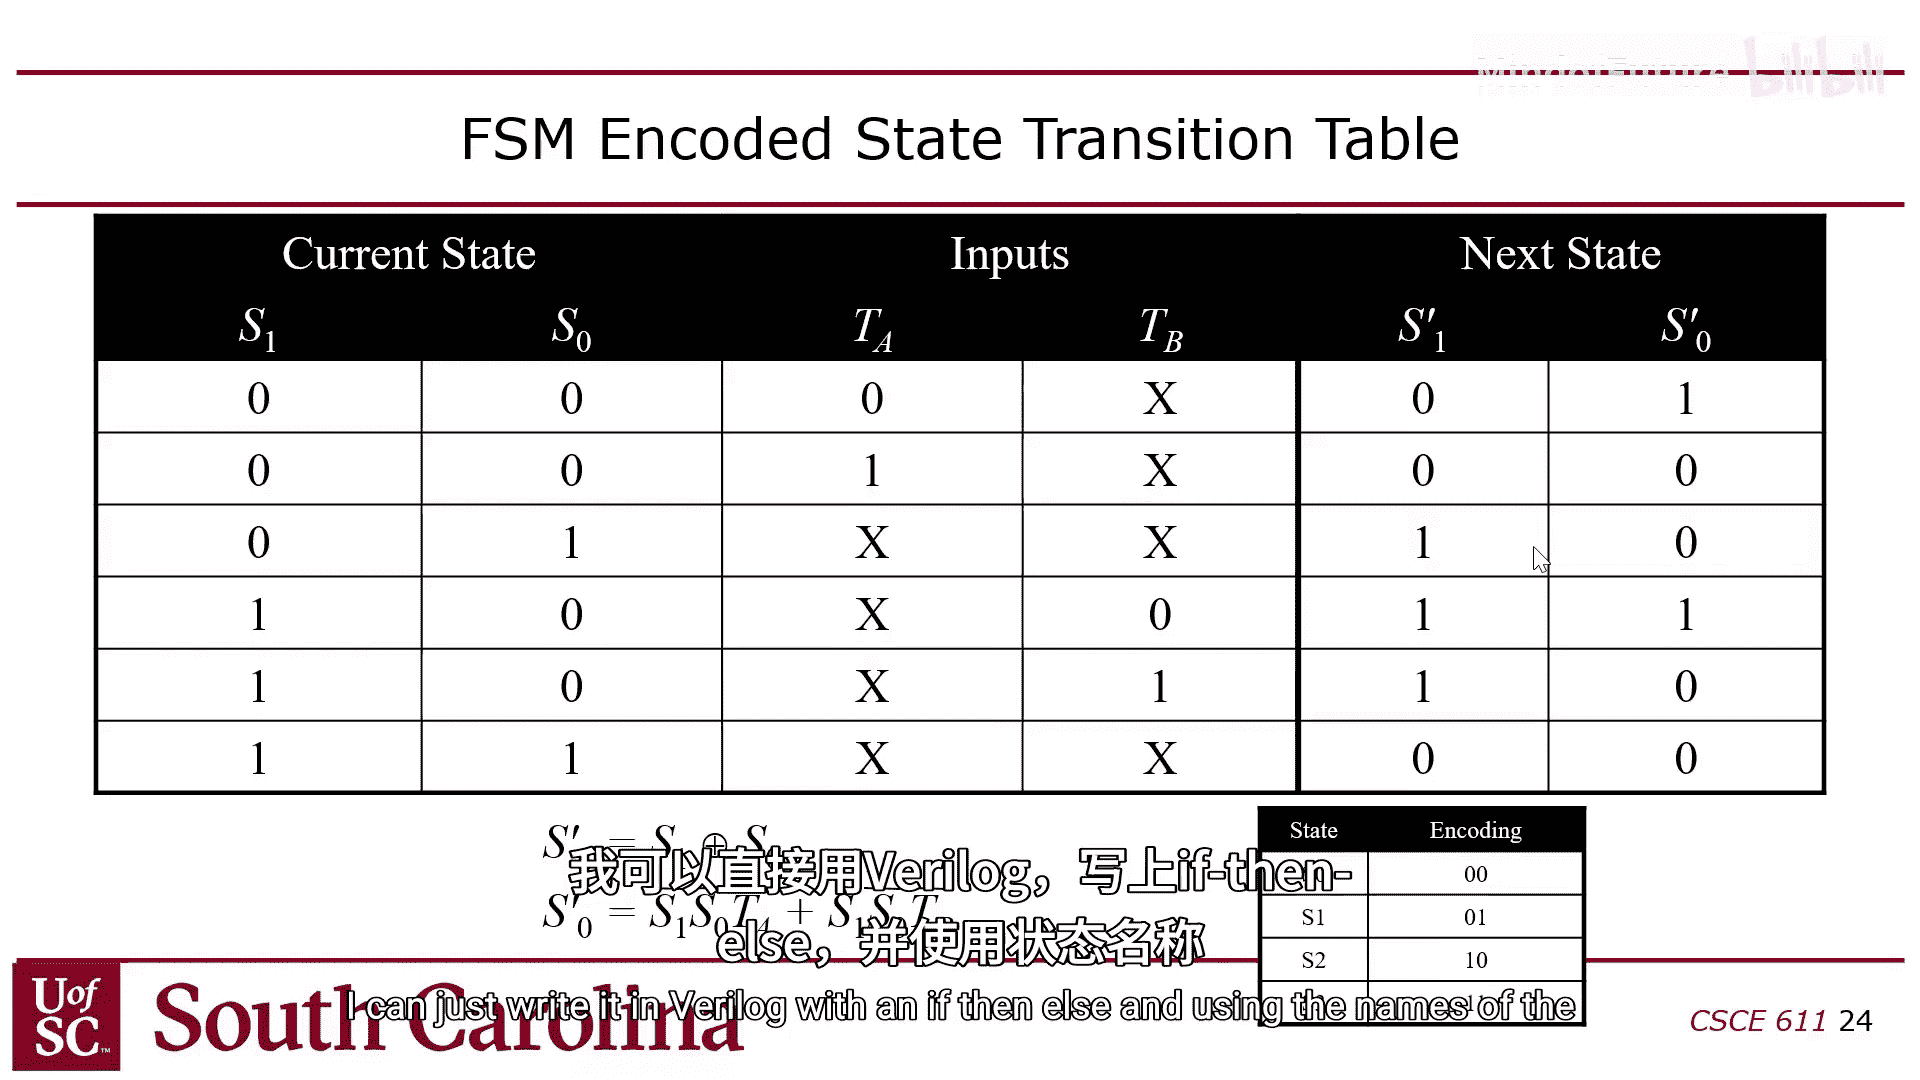 FSM Encoded State Transition Table
Current State Inputs Next State
S1 S0 TA TB S′1 S′0
0 0 0 X 0 1
0 0 1 X 0 0
0 1 X X 1 0
1 0 X 0 1 1
1 0 X 1 1 0
1 1 X X 0 0
State Encoding
00
S1 01
S2 10
我可以直接用Verilog，写上if-then-
else，并使用状态名称
I can just write it in Verilog with an if then else and using the names of the
UofSC™
South Carolina
CSCE 611 24
bilibili